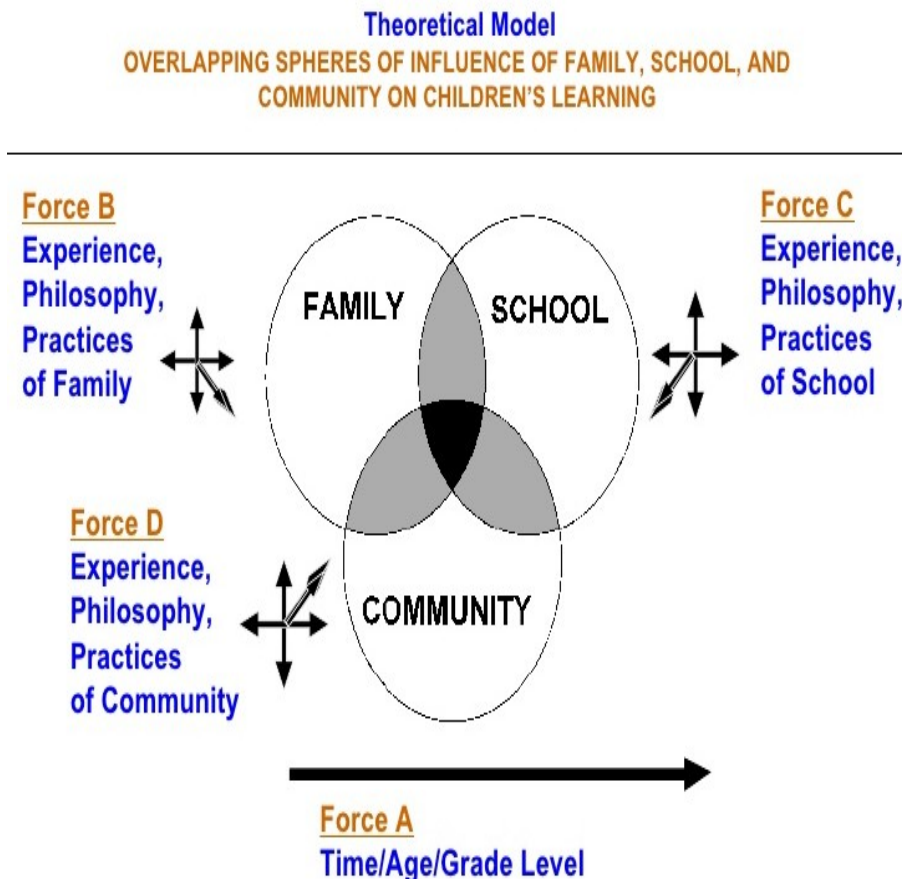 Theoretical Model
OVERLAPPING SPHERES OF INFLUENCE OF FAMILY, SCHOOL, AND
COMMUNITY ON CHILDREN'S LEARNING
Force B
Experience,
Philosophy,
Practices
of Family
FAMILY
SCHOOL
Force C
Experience,
Philosophy,
Practices
of School
Force D
Experience,
Philosophy,
Practices
of Community
COMMUNITY
Force A
Time/Age/Grade Level